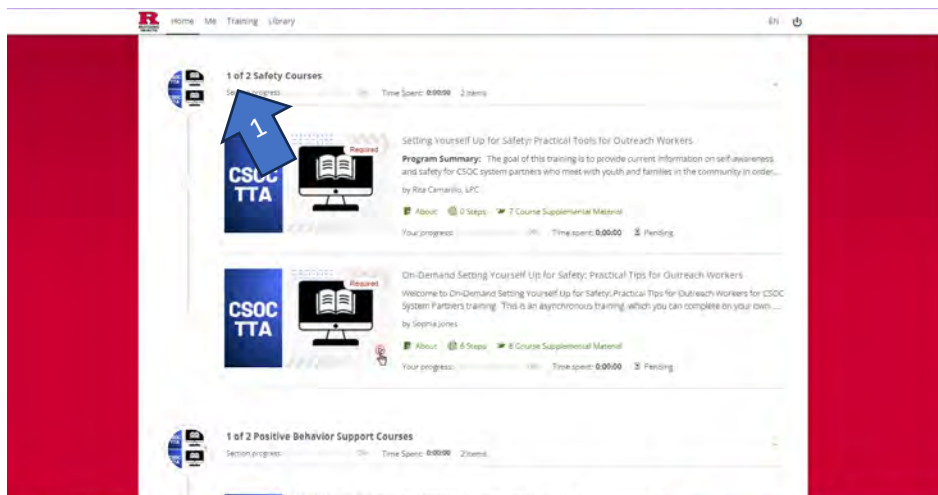 R
Home Me Training Library EN
1 of 2 Safety Courses
Section progress: 0% Time Spent: 0:00:00 2 items
1
CSOC
TTA
Required
Setting Yourself Up for Safety: Practical Tools for Outreach Workers
Program Summary: The goal of this training is to provide current information on self-awareness
and safety for CSOC system partners who meet with youth and families in the community in order...
by Rita Camarillo, LPC
About 0 Steps 7 Course Supplemental Material
Your progress: 0% Time spent: 0:00:00 Pending
CSOC
TTA
Required
On-Demand Setting Yourself Up for Safety: Practical Tips for Outreach Workers
Welcome to On-Demand Setting Yourself Up for Safety: Practical Tips for Outreach Workers for CSOC
System Partners training. This is an asynchronous training, which you can complete on your own ...
by Sophia Jones
About 6 Steps 6 Course Supplemental Material
Your progress: 0% Time spent: 0:00:00 Pending
1 of 2 Positive Behavior Support Courses
Section progress: 0% Time Spent: 0:00:00 2 items